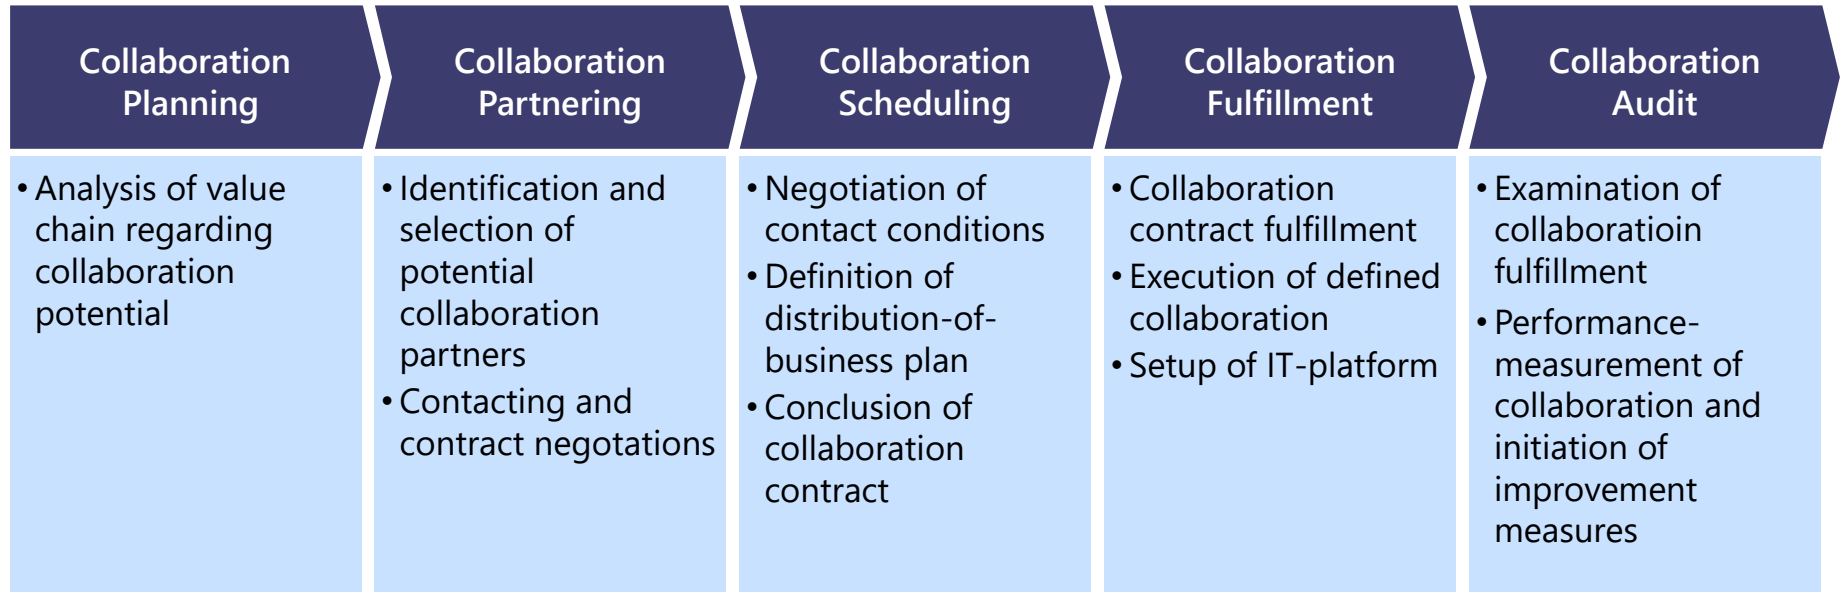 Collaboration
Planning
Collaboration
Partnering
Collaboration
Scheduling
Collaboration
Fulfillment
Collaboration
Audit
• Analysis of value
chain regarding
collaboration
potential
• Identification and
selection of
potential
collaboration
partners
• Contacting and
contract negotations
• Negotiation of
contact conditions
• Definition of
distribution-of-
business plan
• Conclusion of
collaboration
contract
• Collaboration
contract fulfillment
• Execution of defined
collaboration
• Setup of IT-platform
• Examination of
collaboratioin
fulfillment
• Performance-
measurement of
collaboration and
initiation of
improvement
measures